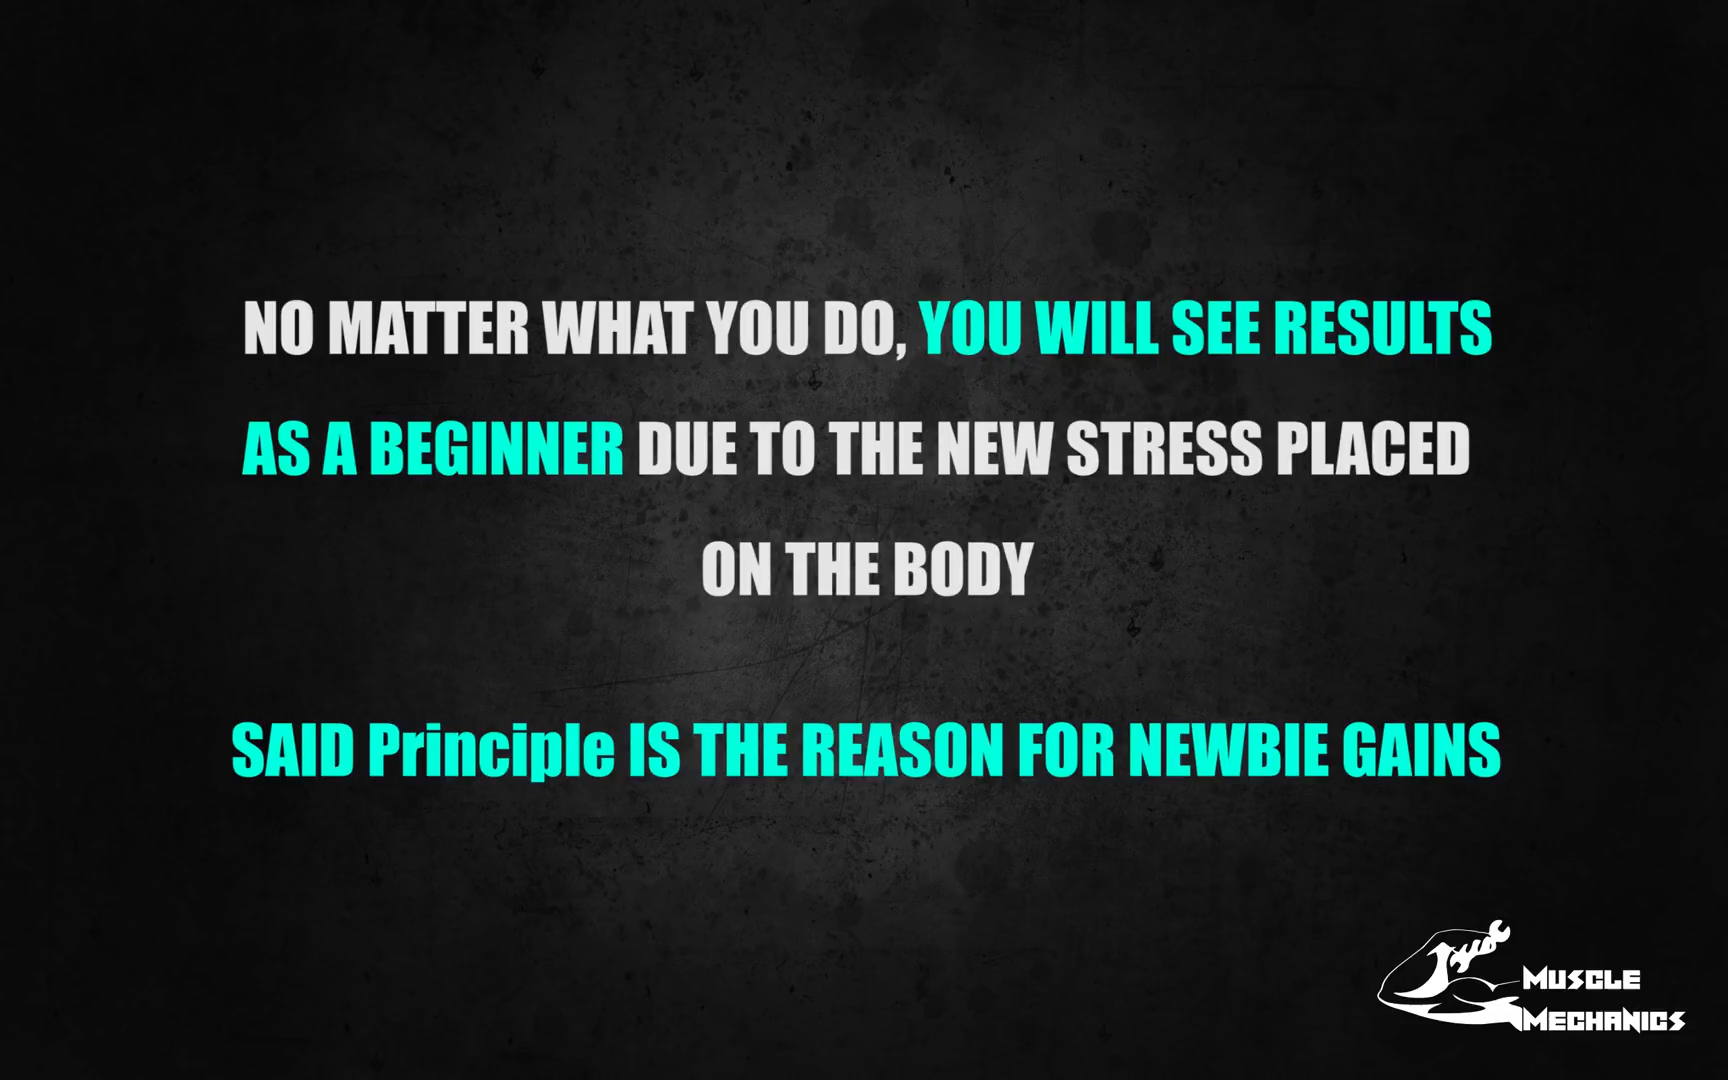 NO MATTER WHAT YOU DO, YOU WILL SEE RESULTS
AS A BEGINNER DUE TO THE NEW STRESS PLACED
ON THE BODY
SAID Principle IS THE REASON FOR NEWBIE GAINS
MUSCLE
MECHANICS